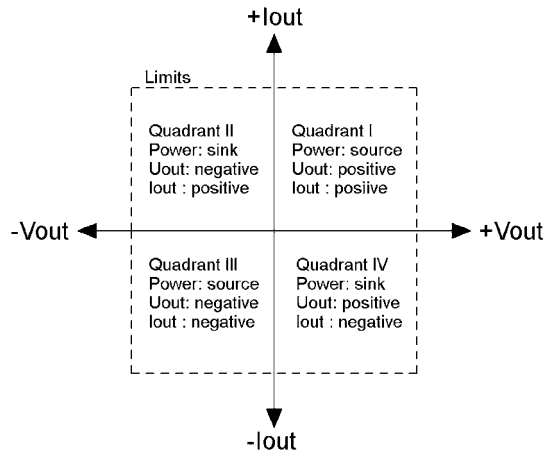 +Iout
Limits
Quadrant II
Power: sink
Uout: negative
Iout : positive
Quadrant I
Power: source
Uout: positive
Iout : posiive
-Vout
+Vout
Quadrant III
Power: source
Uout: negative
Iout : negative
Quadrant IV
Power: sink
Uout: positive
Iout : negative
-Iout